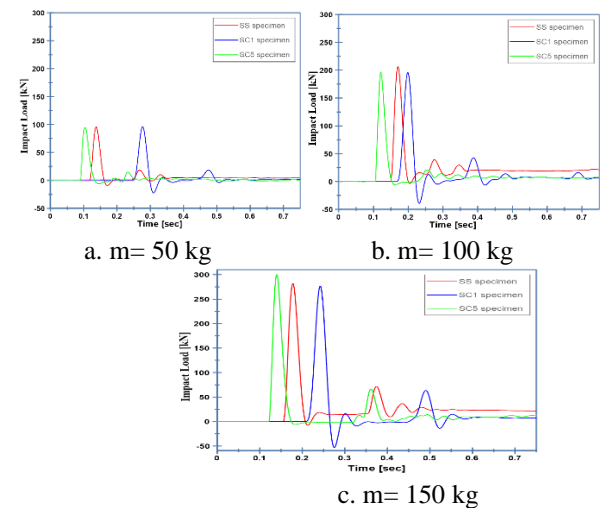 300
250
200
150
100
50
0
-50
Impact Load [kN]
SS specimen
SC1 specimen
SC5 specimen
0 0.1 0.2 0.3 0.4 0.5 0.6 0.7
Time [sec]
a. m= 50 kg
300
250
200
150
100
50
0
-50
Impact Load [kN]
SS specimen
SC1 specimen
SC5 specimen
0 0.1 0.2 0.3 0.4 0.5 0.6 0.7
Time [sec]
b. m= 100 kg
300
250
200
150
100
50
0
-50
Impact Load [kN]
SS specimen
SC1 specimen
SC5 specimen
0 0.1 0.2 0.3 0.4 0.5 0.6 0.7
Time [sec]
c. m= 150 kg